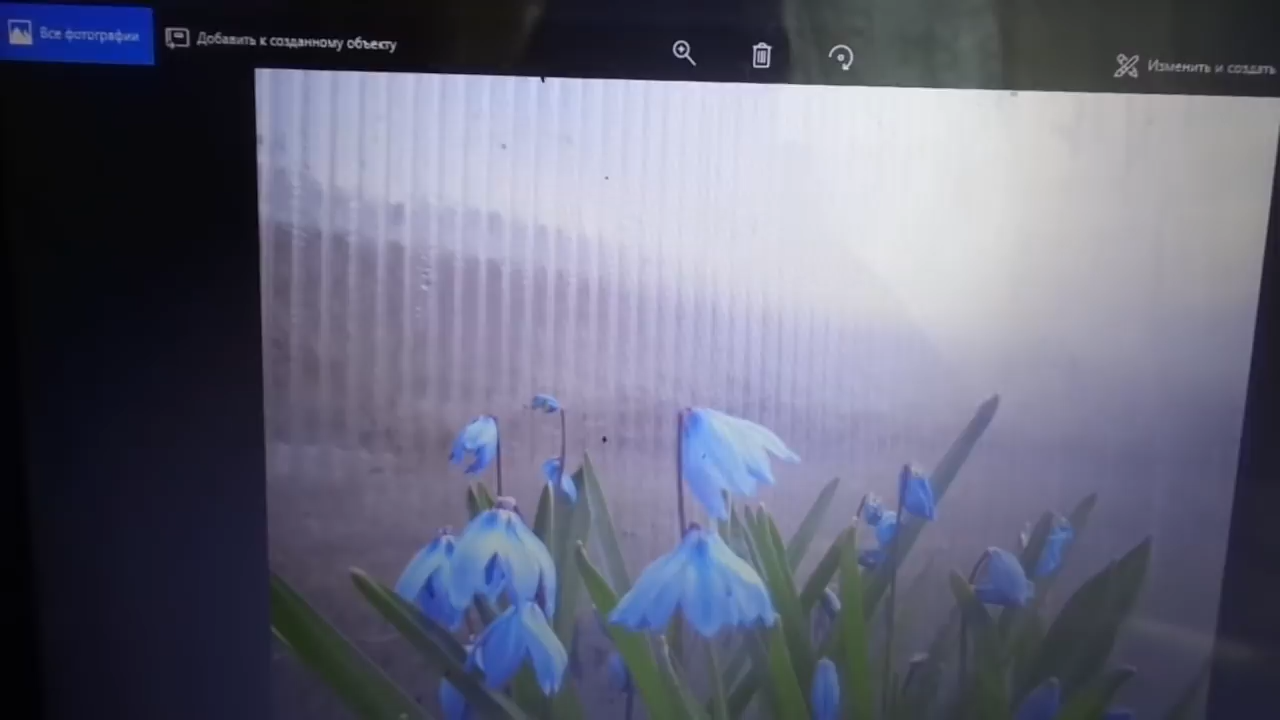 Все фотографии
Добавить к созданному объекту
Изменить и создать